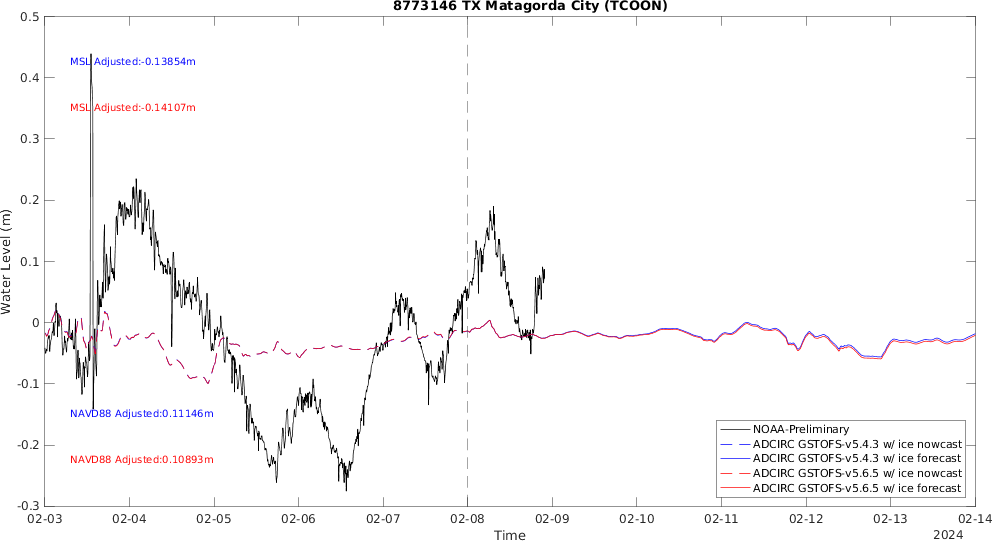 8773146 TX Matagorda City (TCOON)
0.5
0.4
0.3
0.2
0.1
0
-0.1
-0.2
-0.3
Water Level (m)
MSL Adjusted:-0.13854m
MSL Adjusted:-0.14107m
NAVD88 Adjusted:0.11146m
NAVD88 Adjusted:0.10893m
NOAA-Preliminary
ADCIRC GSTOFS-v5.4.3 w/ ice nowcast
ADCIRC GSTOFS-v5.4.3 w/ ice forecast
ADCIRC GSTOFS-v5.6.5 w/ ice nowcast
ADCIRC GSTOFS-v5.6.5 w/ ice forecast
02-03 02-04 02-05 02-06 02-07 02-08 02-09 02-10 02-11 02-12 02-13 02-14
Time
2024